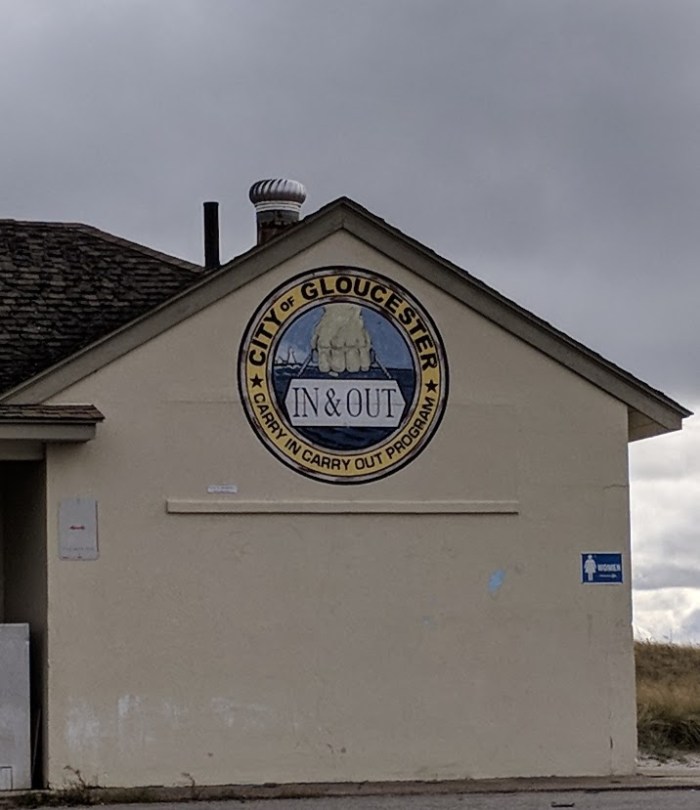 CITY OF GLOUCESTER
IN & OUT
CARRY IN CARRY OUT PROGRAM
WOMEN